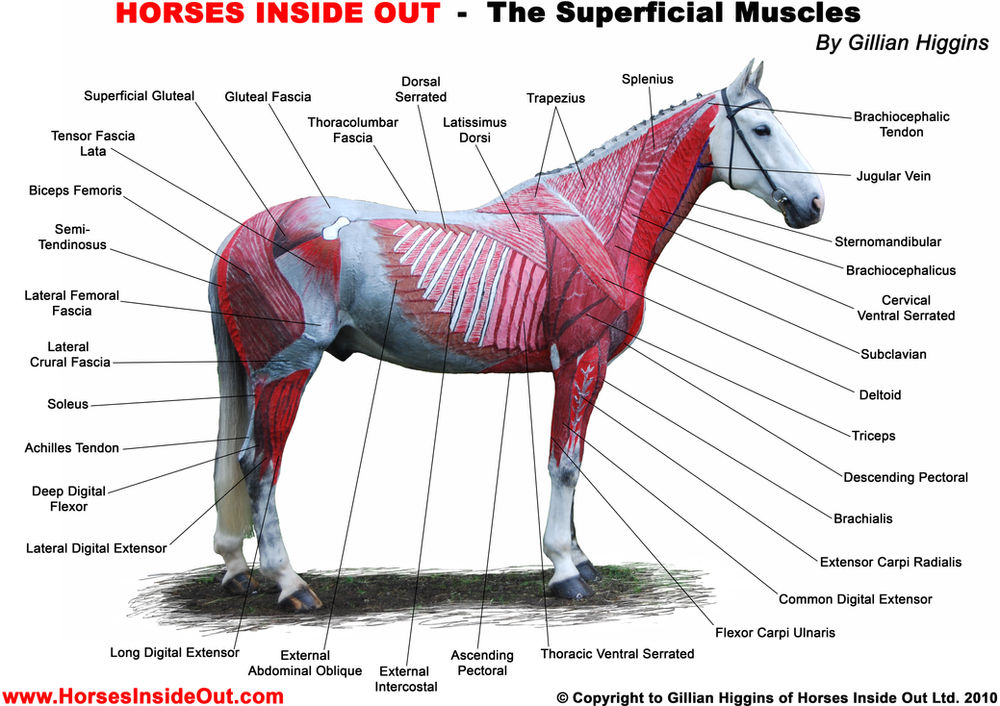 HORSES INSIDE OUT - The Superficial Muscles
By Gillian Higgins
Splenius
Dorsal
Serrated
Superficial Gluteal
Gluteal Fascia
Trapezius
Thoracolumbar
Fascia
Latissimus
Dorsi
Brachiocephalic
Tendon
Tensor Fascia
Lata
Jugular Vein
Biceps Femoris
Semi-
Tendinosus
Sternomandibular
Brachiocephalicus
Lateral Femoral
Fascia
Cervical
Ventral Serrated
Lateral
Crural Fascia
Subclavian
Deltoid
Soleus
Triceps
Achilles Tendon
Descending Pectoral
Deep Digital
Flexor
Brachialis
Lateral Digital Extensor
Extensor Carpi Radialis
Common Digital Extensor
Flexor Carpi Ulnaris
Long Digital Extensor
External
Abdominal Oblique
External
Intercostal
Ascending
Pectoral
Thoracic Ventral Serrated
www.HorsesInsideOut.com
© Copyright to Gillian Higgins of Horses Inside Out Ltd. 2010